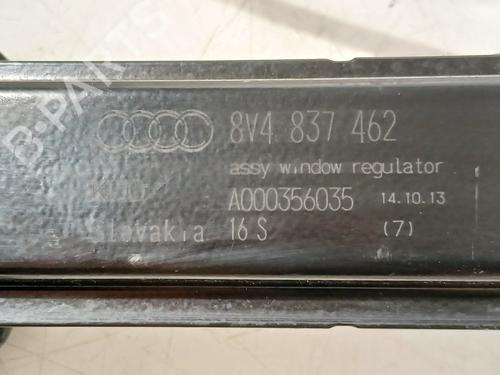 B-PARTS
8V4 837 462
assy window regulator
A000356035 14.10.13
Slovakia 16 S (7)